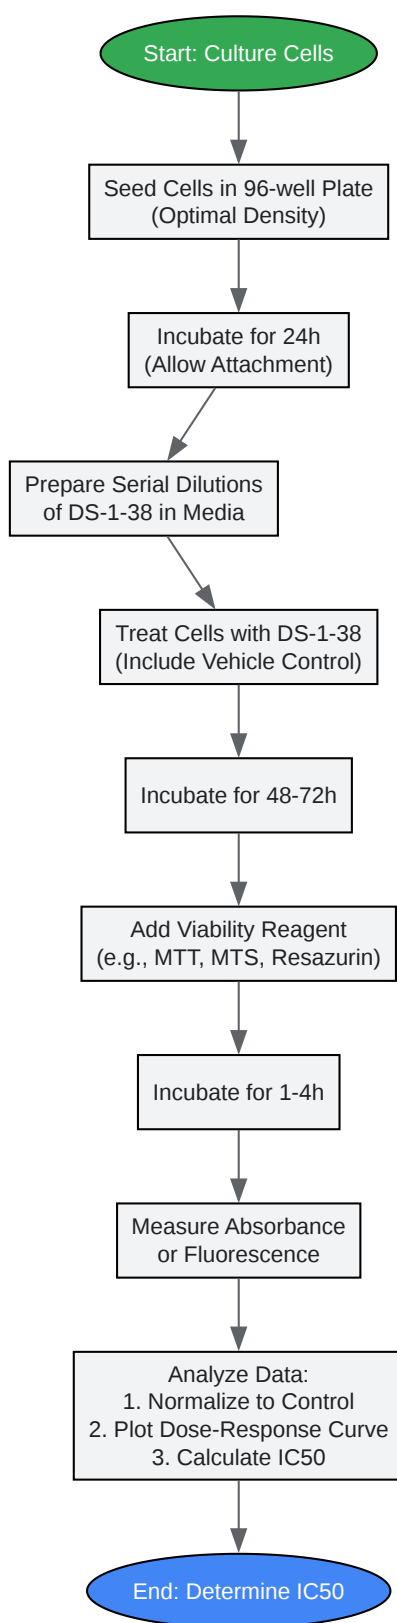 Start: Culture Cells
Seed Cells in 96-well Plate
(Optimal Density)
Incubate for 24h
(Allow Attachment)
Prepare Serial Dilutions
of DS-1-38 in Media
Treat Cells with DS-1-38
(Include Vehicle Control)
Incubate for 48-72h
Add Viability Reagent
(e.g., MTT, MTS, Resazurin)
Incubate for 1-4h
Measure Absorbance
or Fluorescence
Analyze Data:
1. Normalize to Control
2. Plot Dose-Response Curve
3. Calculate IC50
End: Determine IC50